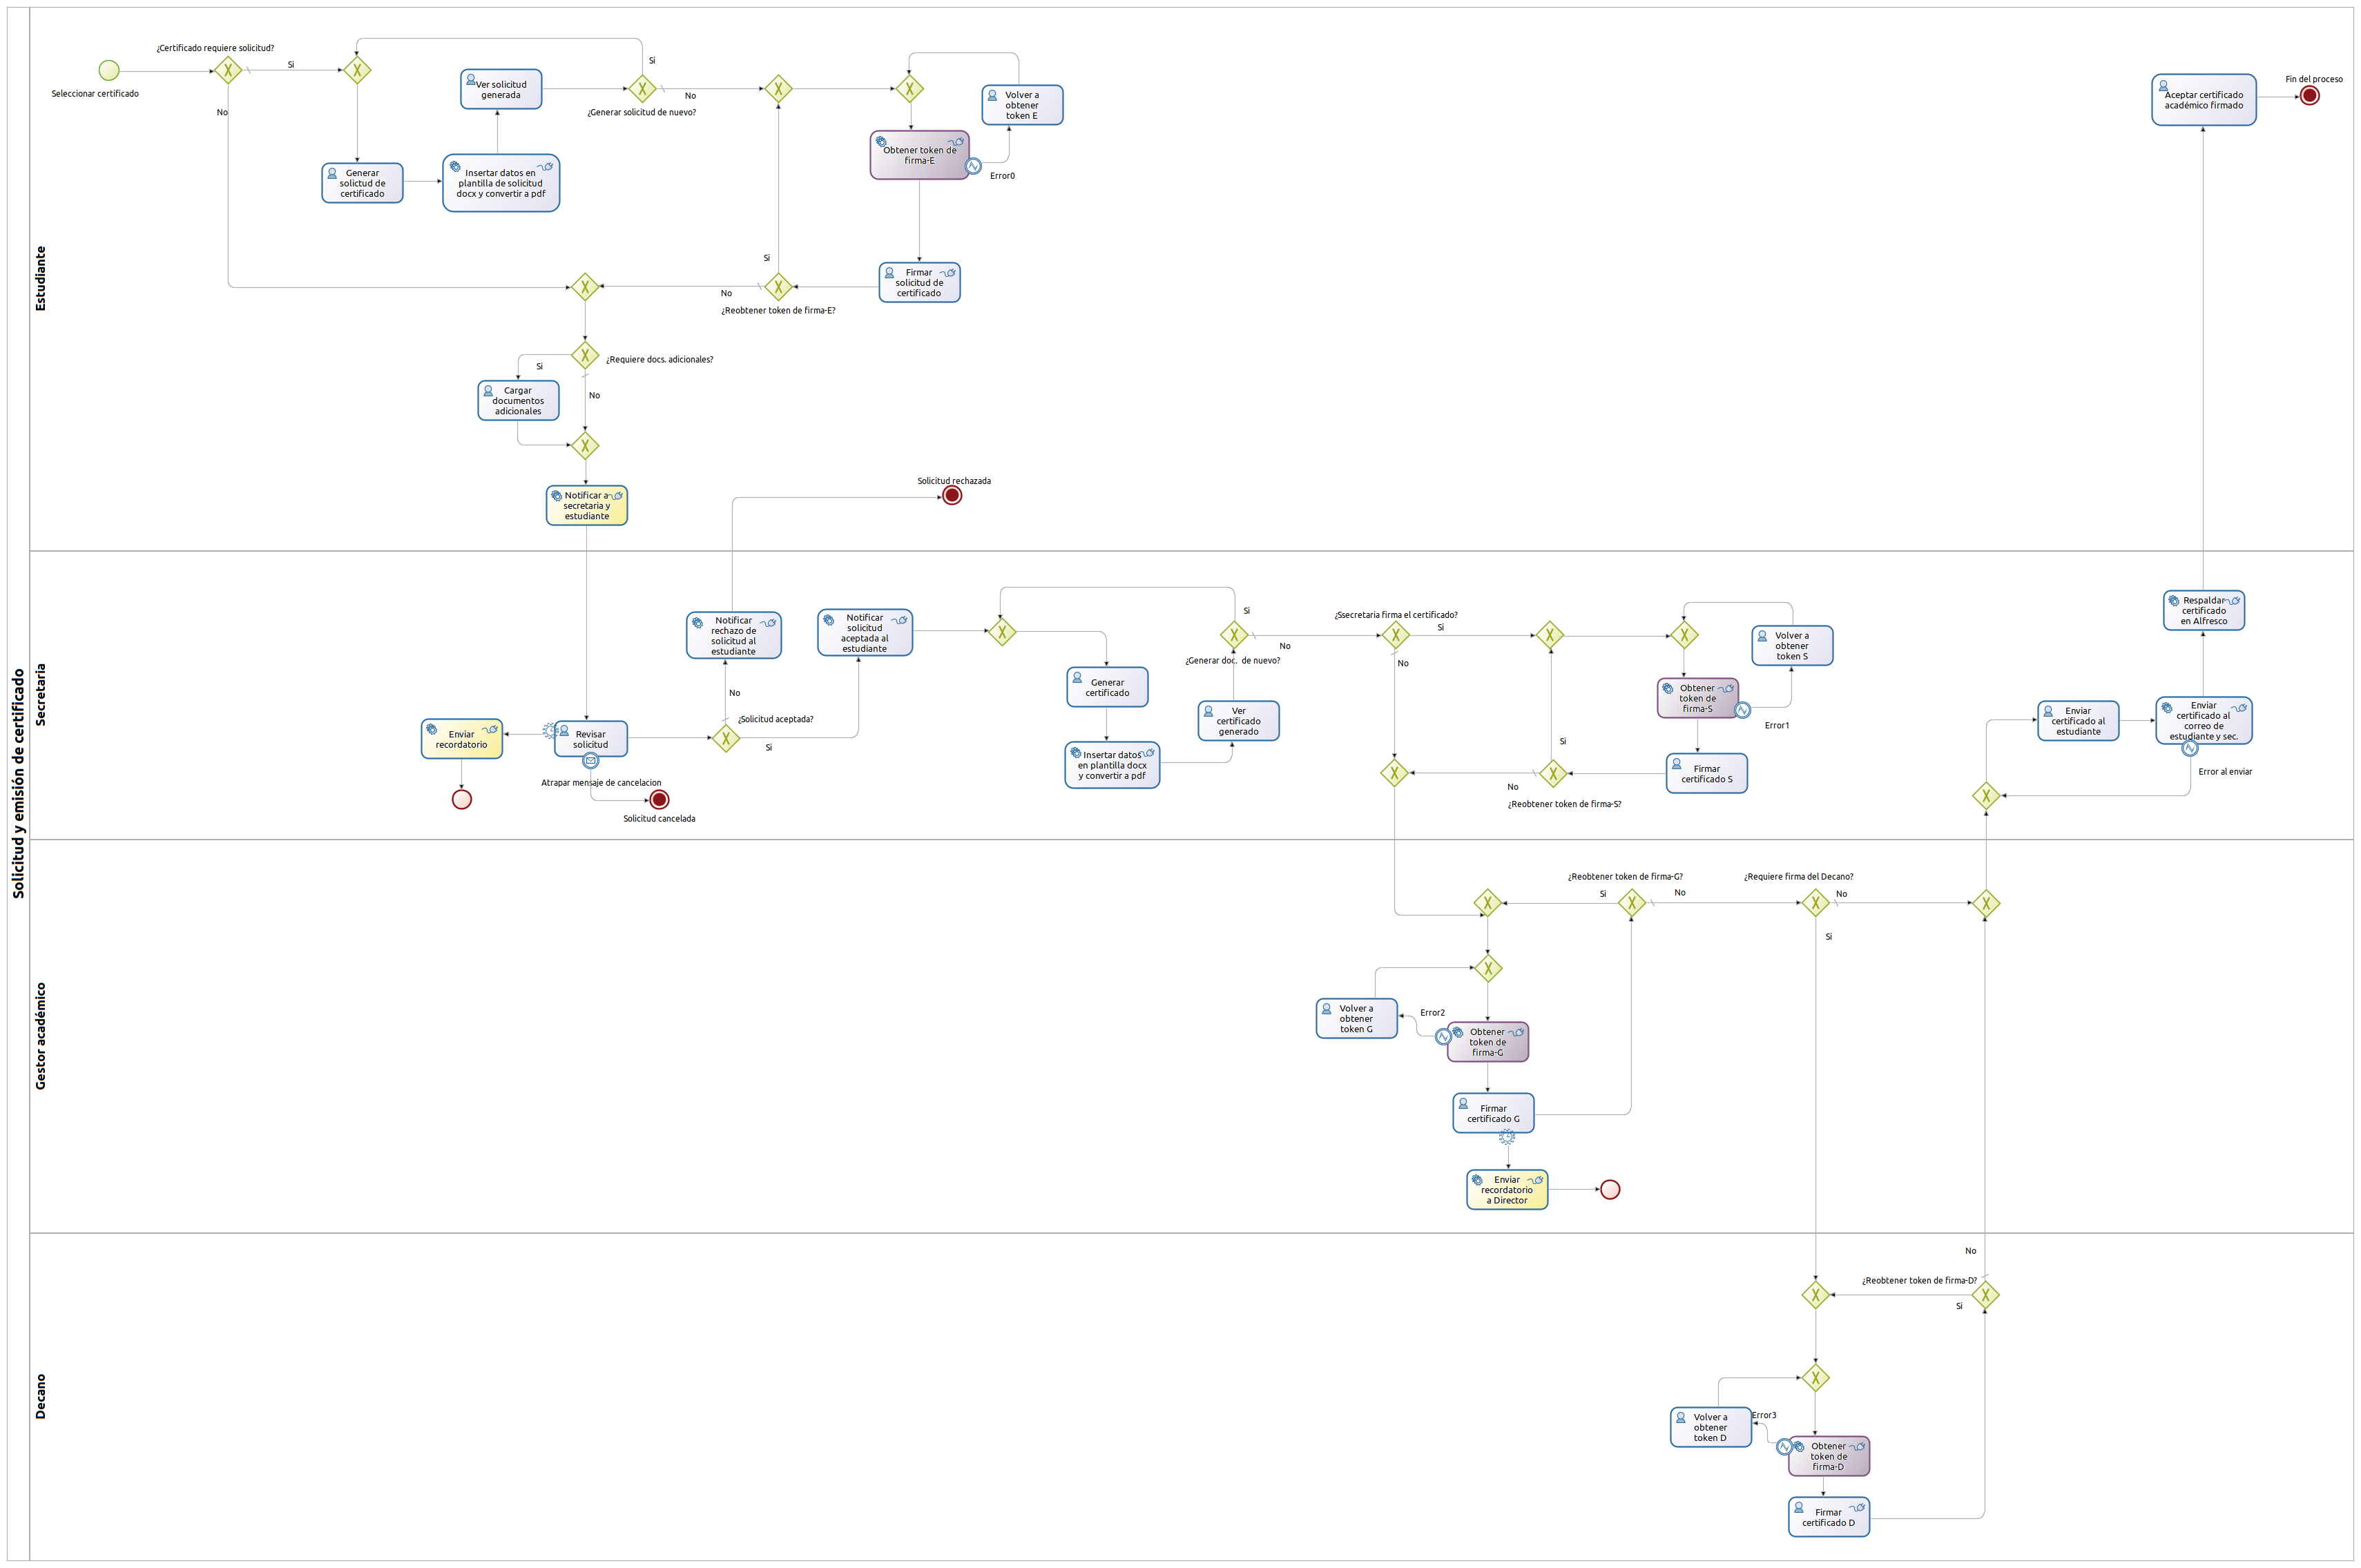 Solicitud y emisión de certificado
Estudiante
¿Certificado requiere solicitud?
Seleccionar certificado
Si
No
Generar
solictud de
certificado
Insertar datos en
plantilla de solicitud
docx y convertir a pdf
Ver solicitud
generada
Si
No
¿Generar solicitud de nuevo?
Volver a
obtener
token E
Obtener token de
firma-E
Error0
Firmar
solicitud de
certificado
Si
No
¿Reobtener token de firma-E?
¿Requiere docs. adicionales?
Si
No
Cargar
documentos
adicionales
Notificar a
secretaria y
estudiante
Solicitud rechazada
Aceptar certificado
académico firmado
Fin del proceso
Secretaria
Enviar
recordatorio
Revisar
solicitud
Atrapar mensaje de cancelacion
Solicitud cancelada
Notificar
rechazo de
solicitud al
estudiante
No
¿Solicitud aceptada?
Si
Notificar
solicitud
aceptada al
estudiante
Generar
certificado
Insertar datos
en plantilla docx
y convertir a pdf
Ver
certificado
generado
Si
No
¿Generar doc. de nuevo?
¿Ssecretaria firma el certificado?
Si
No
Volver a
obtener
token S
Obtener
token de
firma-S
Error1
Firmar
certificado S
Si
No
¿Reobtener token de firma-S?
Enviar
certificado al
estudiante
Enviar
certificado al
correo de
estudiante y sec.
Error al enviar
Respaldar
certificado
en Alfresco
Gestor académico
¿Reobtener token de firma-G?
Si
No
¿Requiere firma del Decano?
No
Si
Volver a
obtener
token G
Error2
Obtener
token de
firma-G
Firmar
certificado G
Enviar
recordatorio
a Director
Decano
No
¿Reobtener token de firma-D?
Si
Volver a
obtener
token D
Error3
Obtener
token de
firma-D
Firmar
certificado D